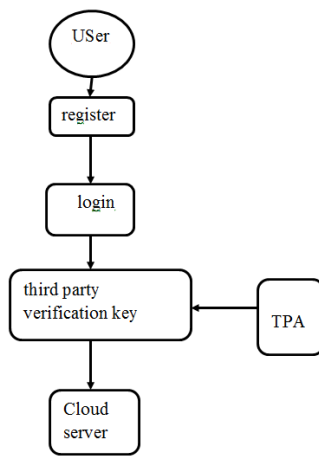 USer
register
login
third party
verification key
TPA
Cloud
server